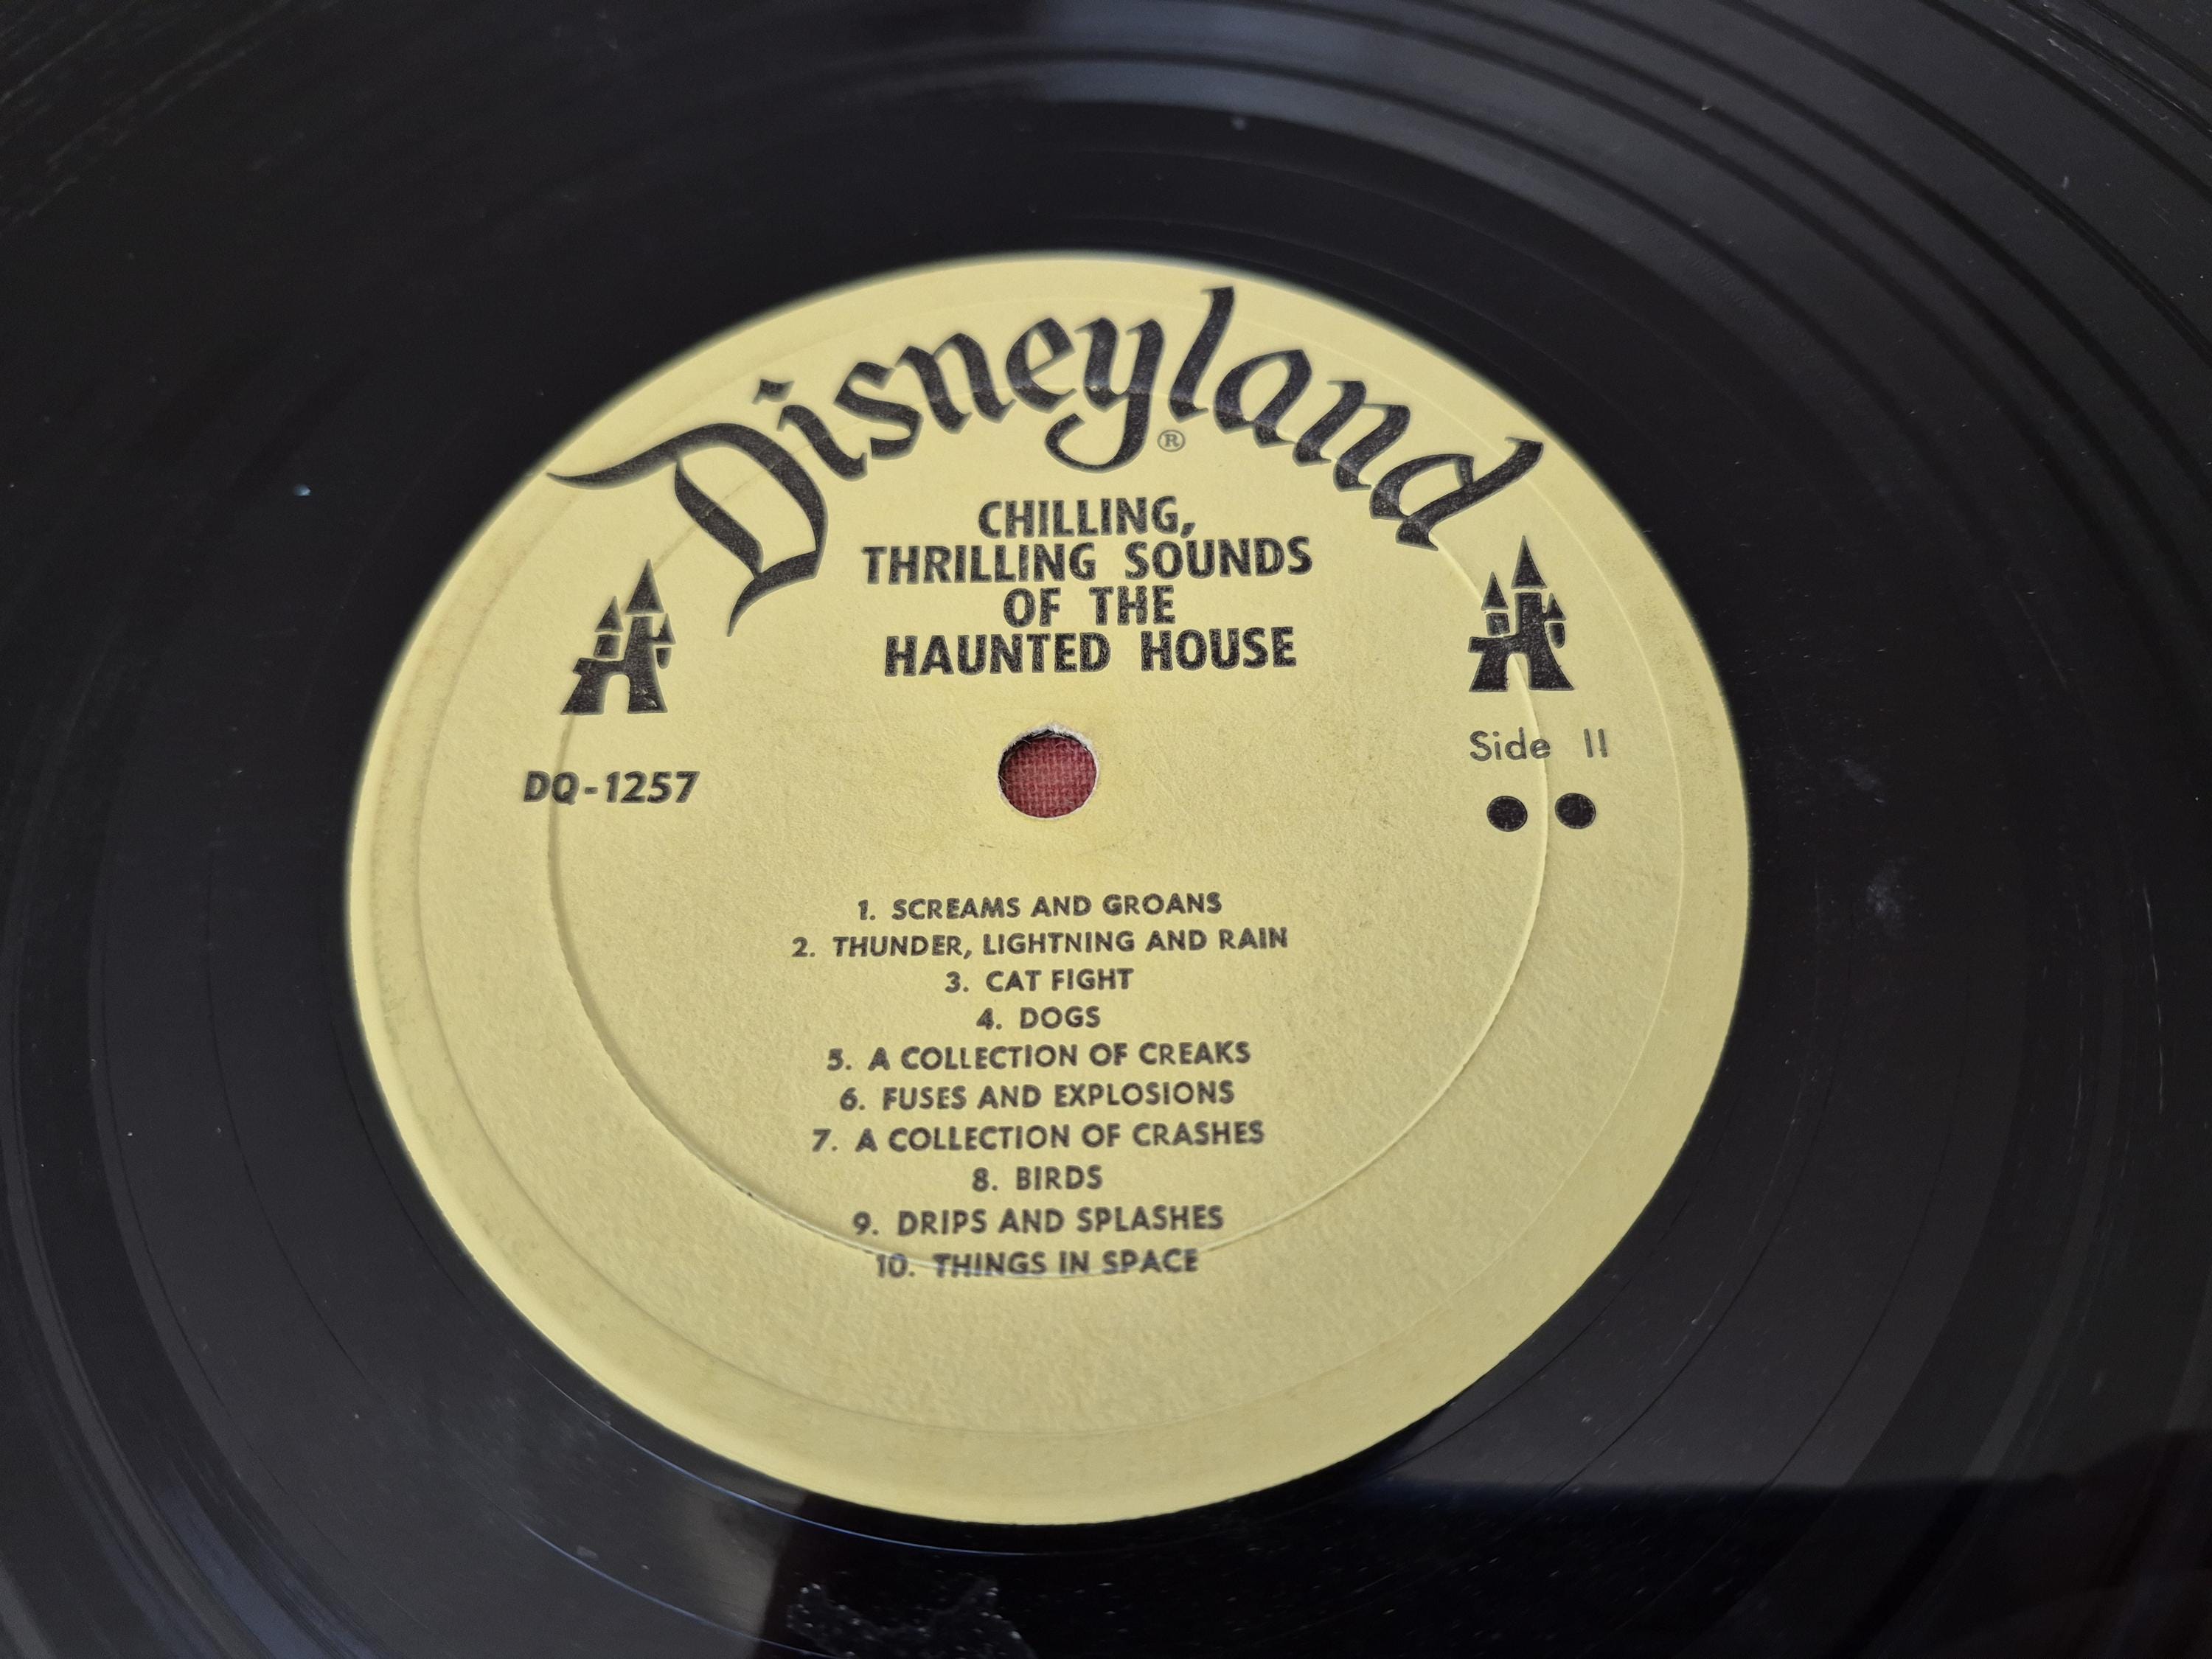 Disneyland®
CHILLING,
THRILLING SOUNDS
OF THE
HAUNTED HOUSE
Side II
DQ-1257
1. SCREAMS AND GROANS
2. THUNDER, LIGHTNING AND RAIN
3. CAT FIGHT
4. DOGS
5. A COLLECTION OF CREAKS
6. FUSES AND EXPLOSIONS
7. A COLLECTION OF CRASHES
8. BIRDS
9. DRIPS AND SPLASHES
10. THINGS IN SPACE